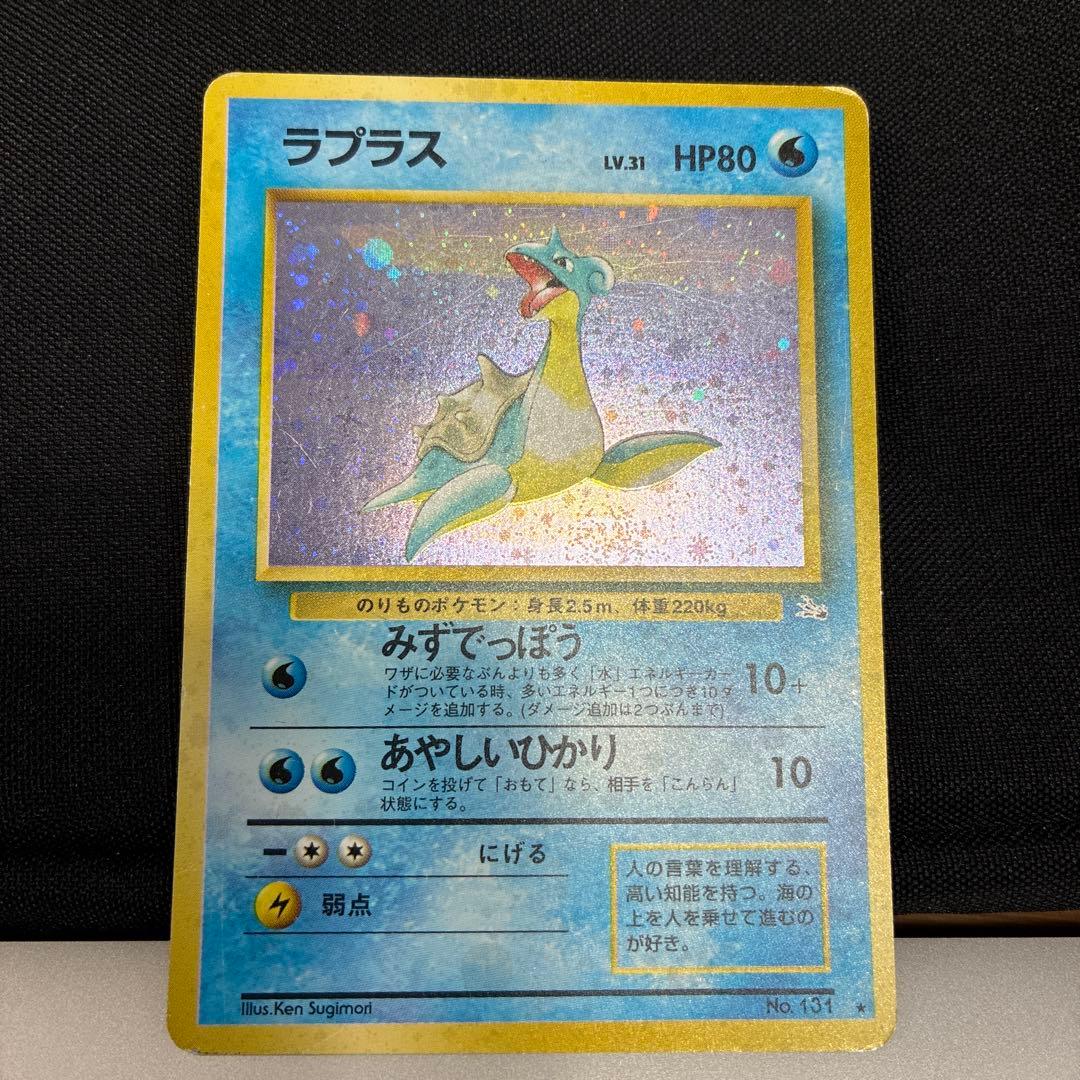 ラプラス LV.31 HP80
のりものポケモン：身長2.5m、体重220kg
みずでっぽう
ワザに必要なぶんよりも多く「水」エネルギーカー
ドがついている時、多いエネルギー1つにつき10ダ
メージを追加する。(ダメージ追加は2つぶんまで)
10+
あやしいひかり
コインを投げて「おもて」なら、相手を「こんらん」
状態にする。
10
にげる
弱点
人の言葉を理解する、
高い知能を持つ。海の
上を人を乗せて進むの
が好き。
Illus.Ken Sugimori
No. 131 ★